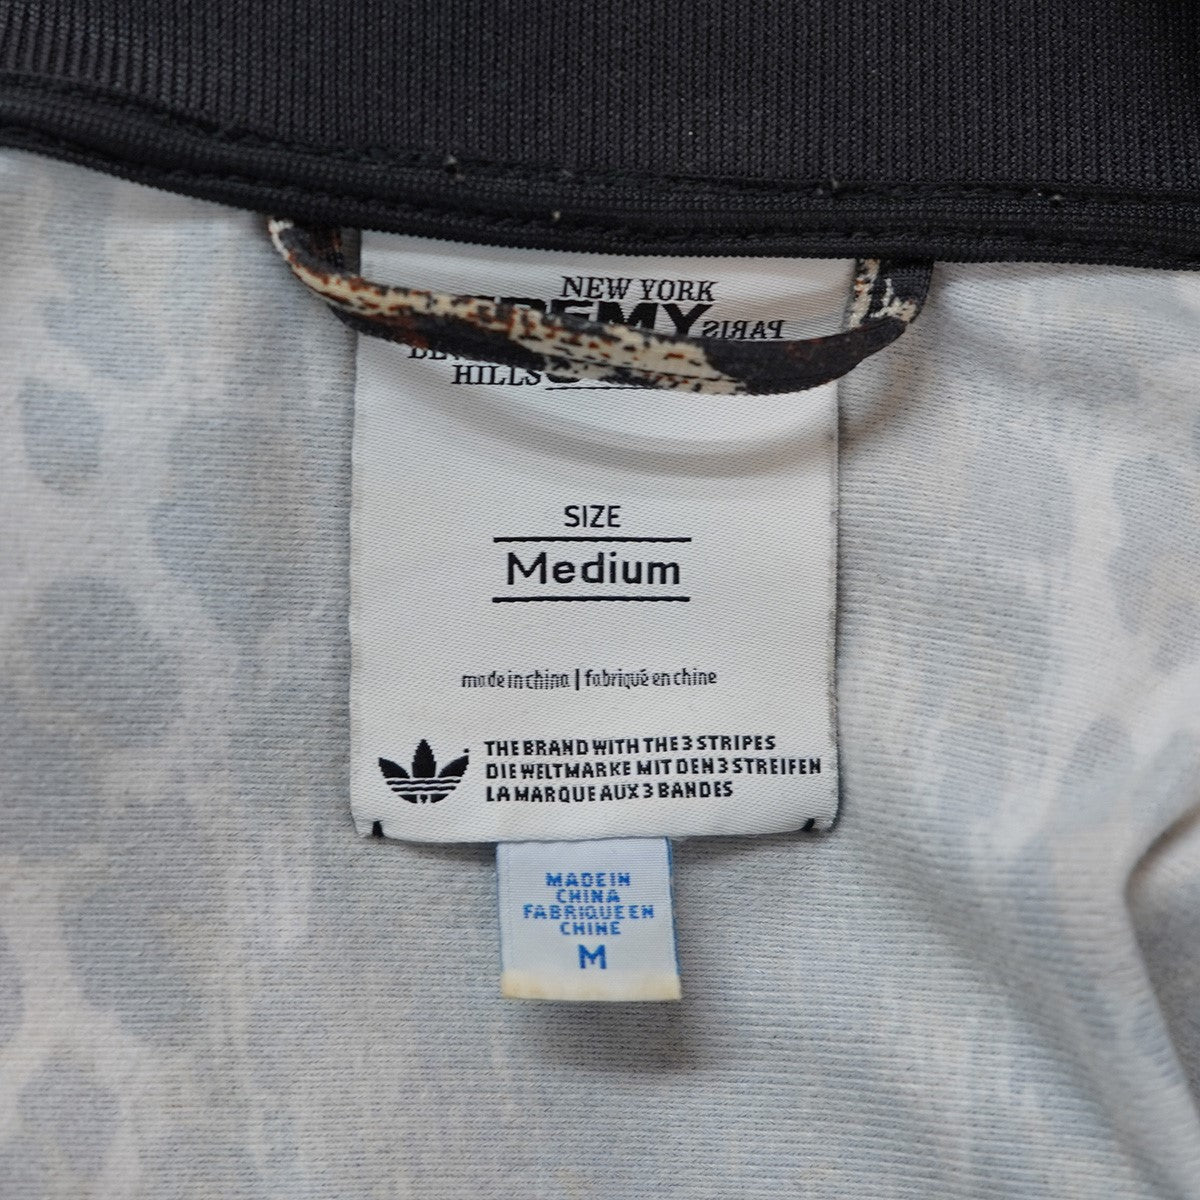 NEW YORK
JEREMY
PARIS
HILLS
SIZE
Medium
made in china | fabriqué en chine
THE BRAND WITH THE 3 STRIPES
DIE WELTMARKE MIT DEN 3 STREIFEN
LA MARQUE AUX 3 BANDES
MADE IN
CHINA
FABRIQUE EN
CHINE
M